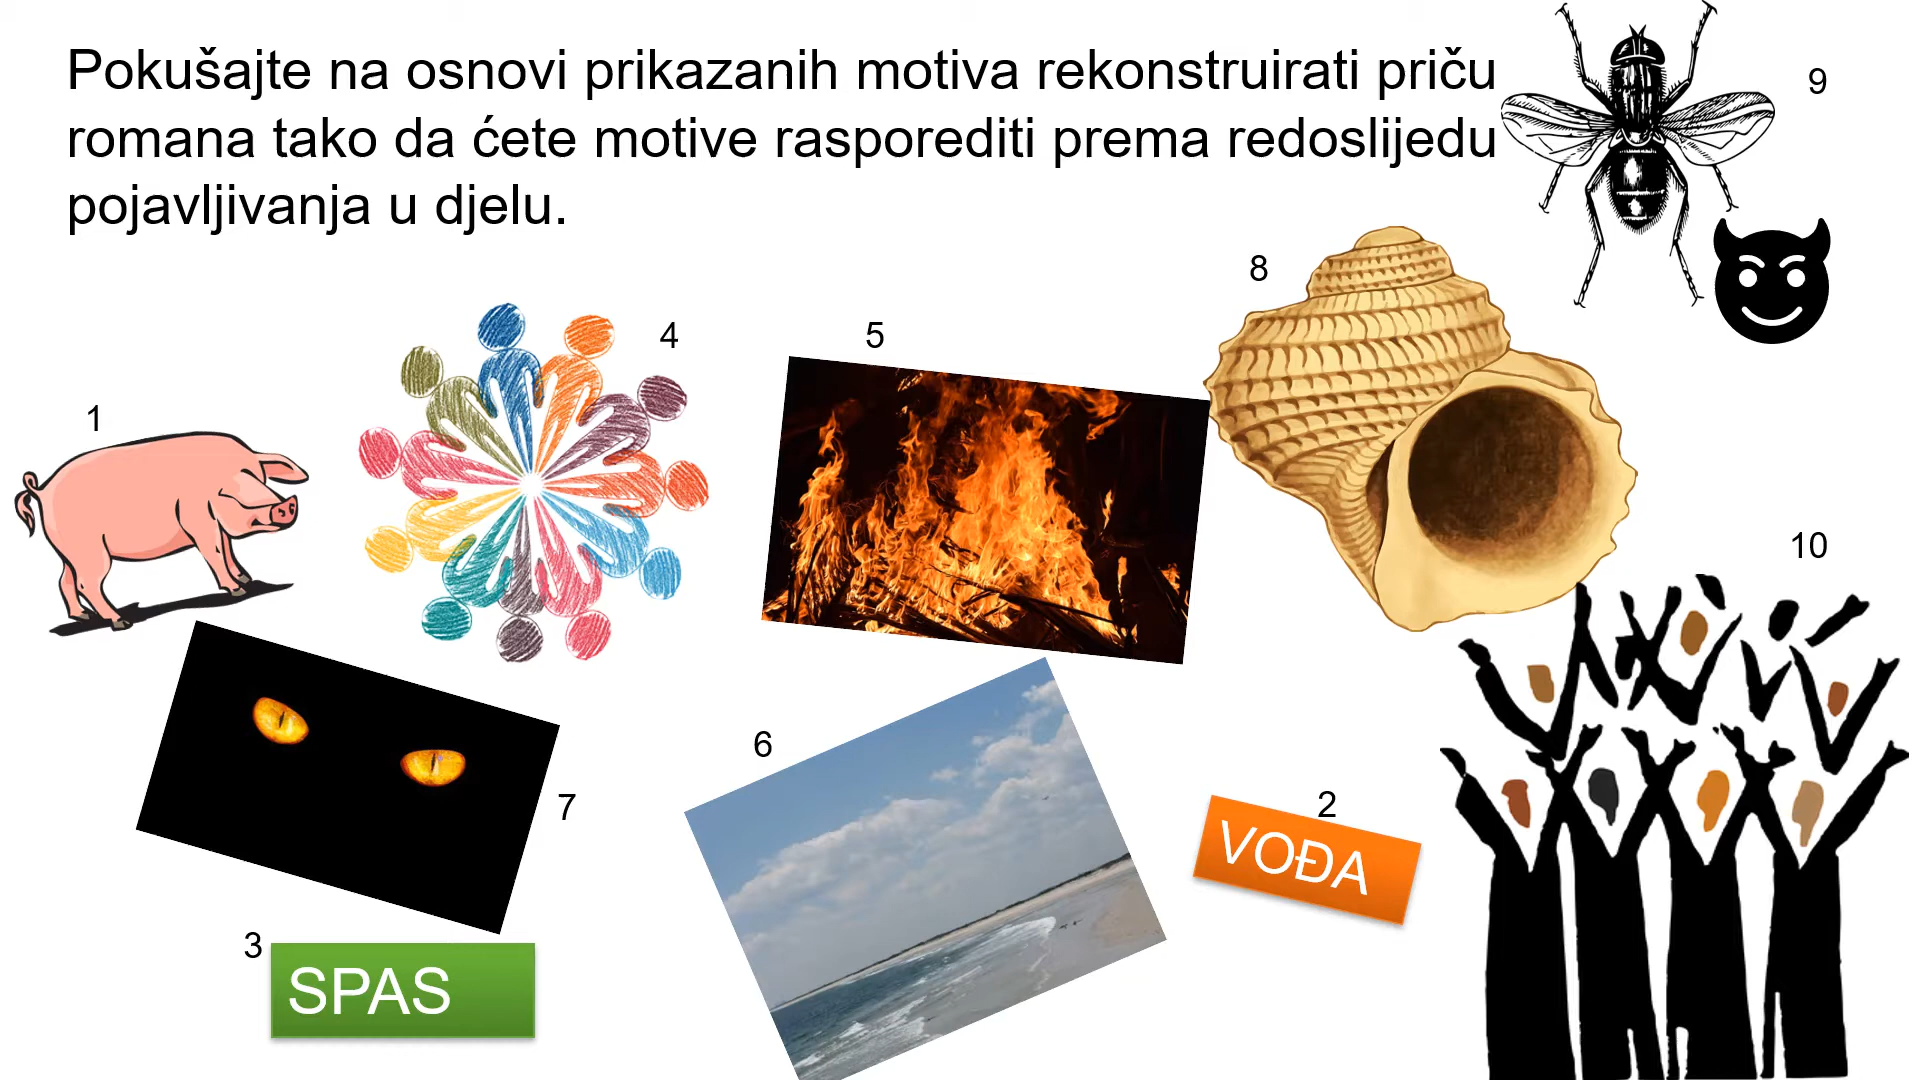 Pokušajte na osnovi prikazanih motiva rekonstruirati priču
romana tako da ćete motive rasporediti prema redoslijedu
pojavljivanja u djelu.
9
8
4
5
1
10
6
7
2
VOĐA
3
SPAS